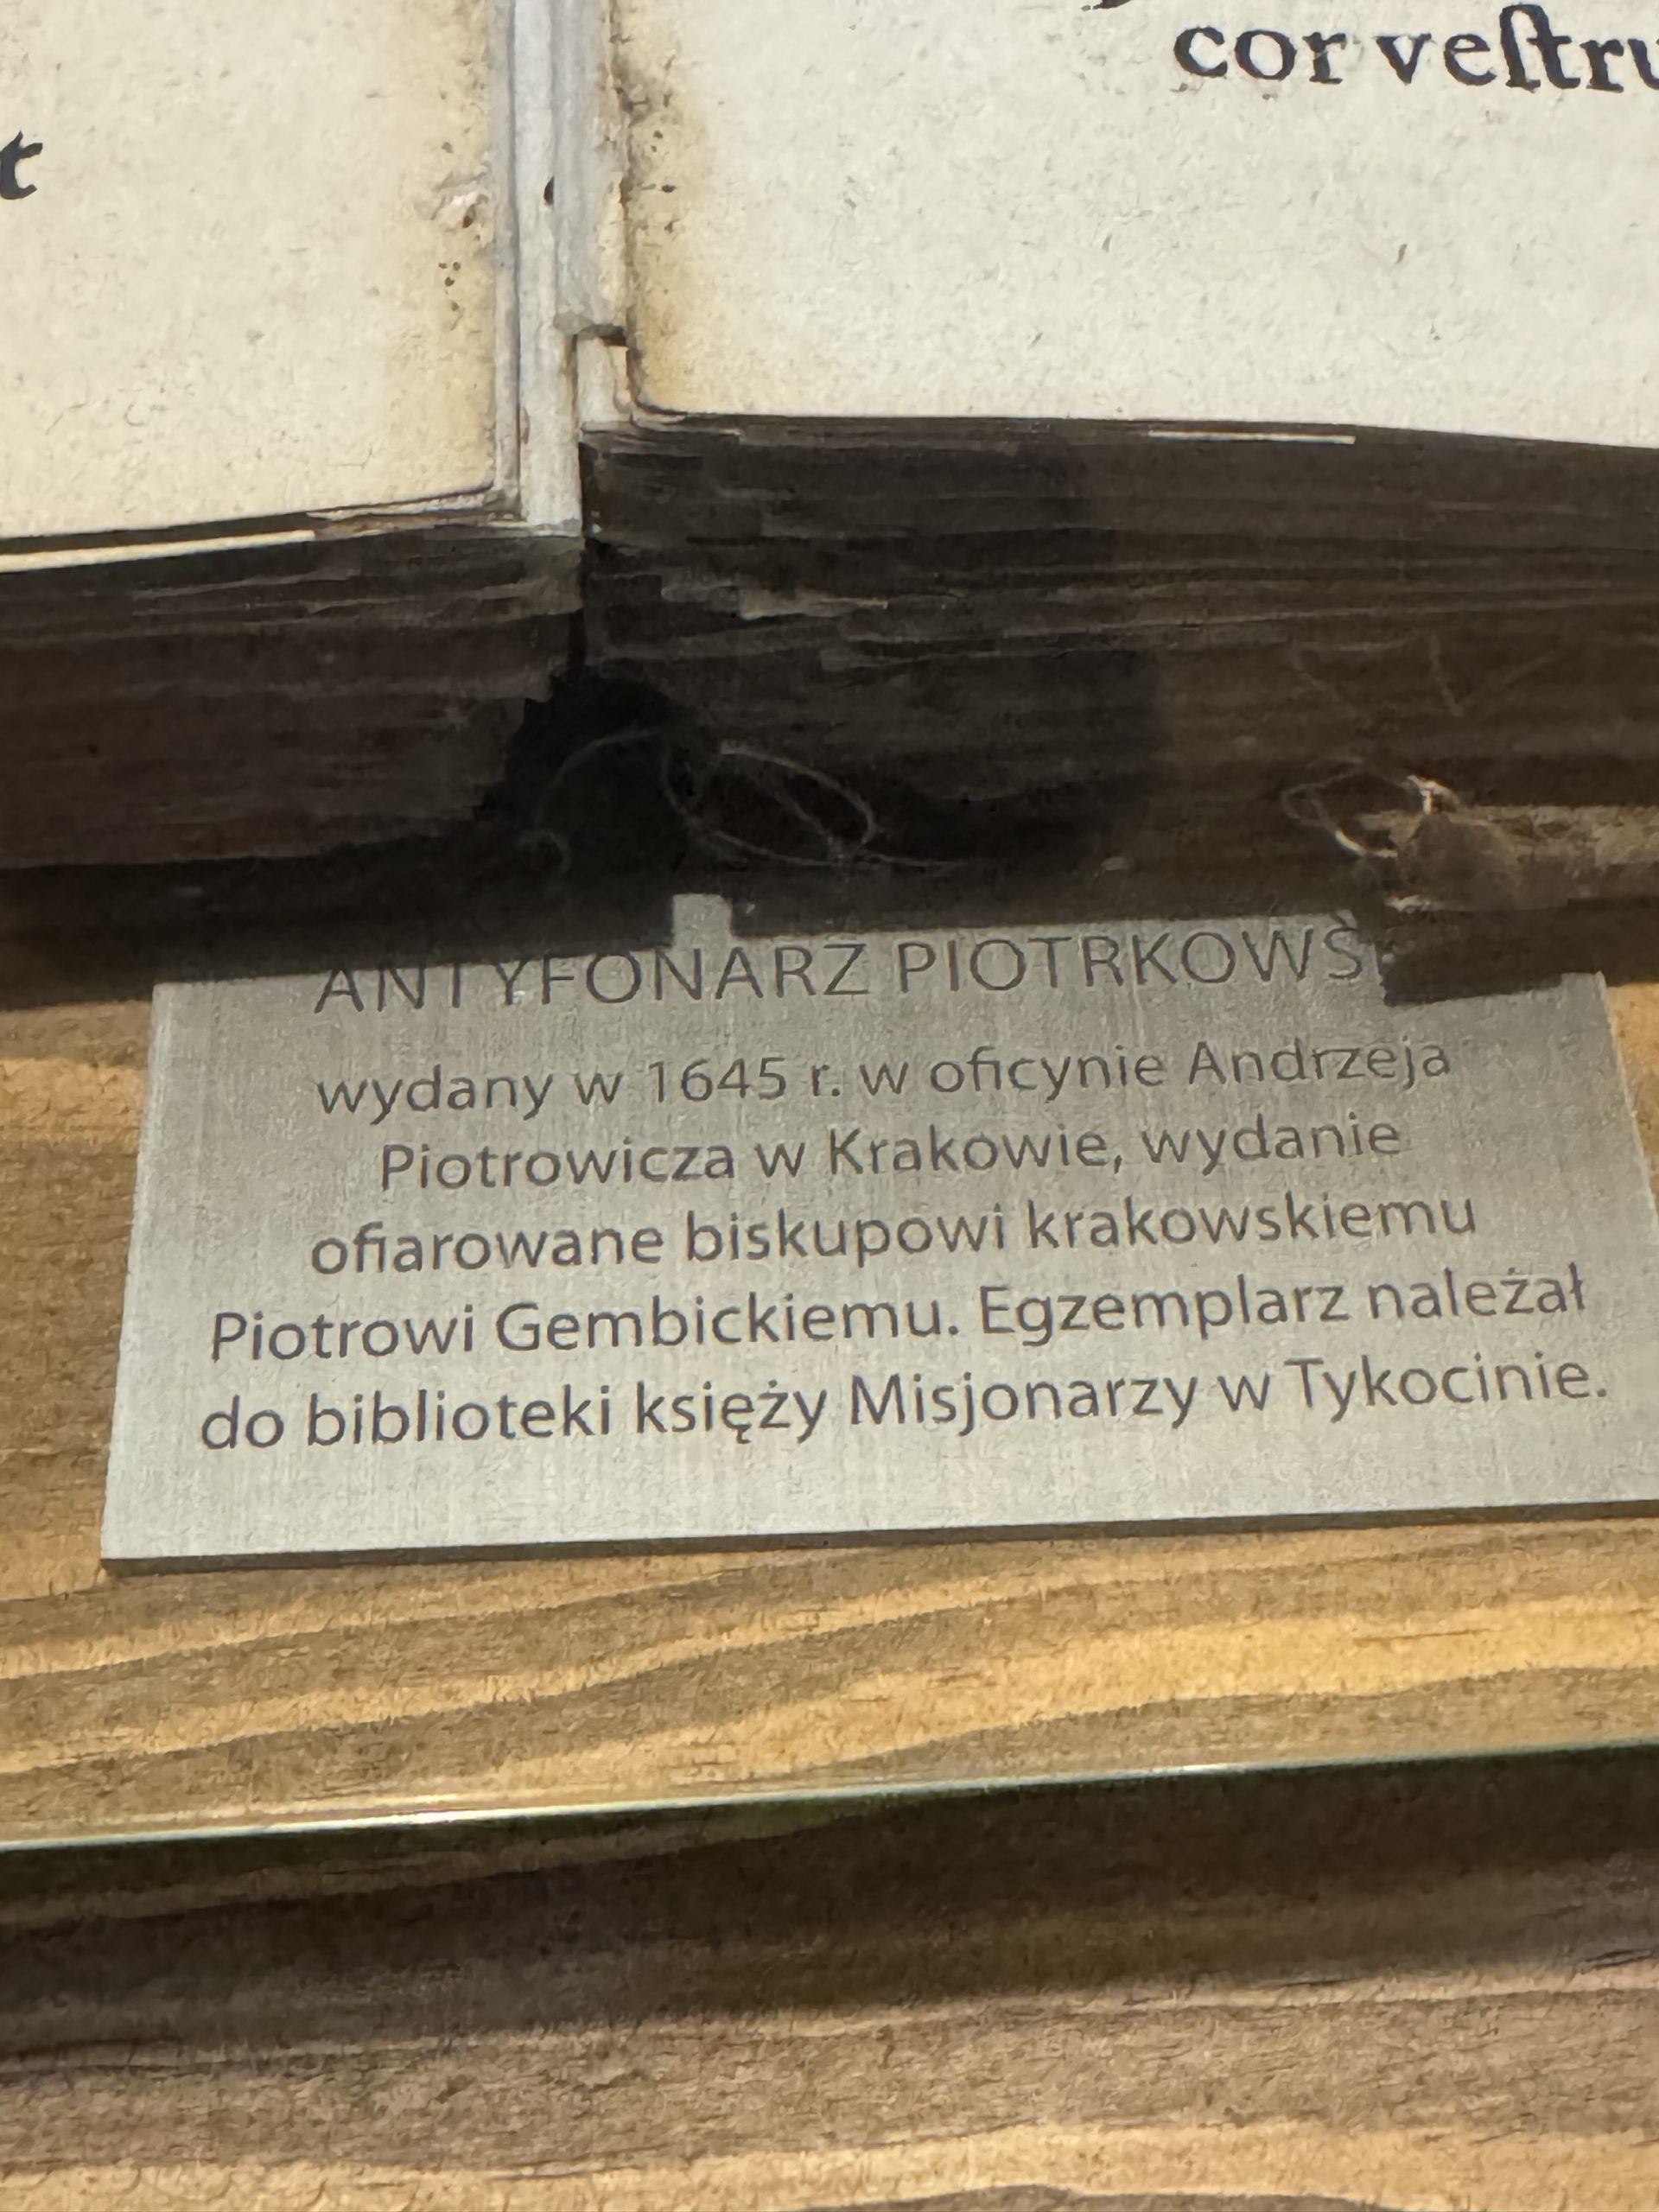 cor veſtru
t
ANTYFONARZ PIOTRKOWS
wydany w 1645 r. w oficynie Andrzeja
Piotrowicza w Krakowie, wydanie
ofiarowane biskupowi krakowskiemu
Piotrowi Gembickiemu. Egzemplarz należał
do biblioteki księży Misjonarzy w Tykocinie.